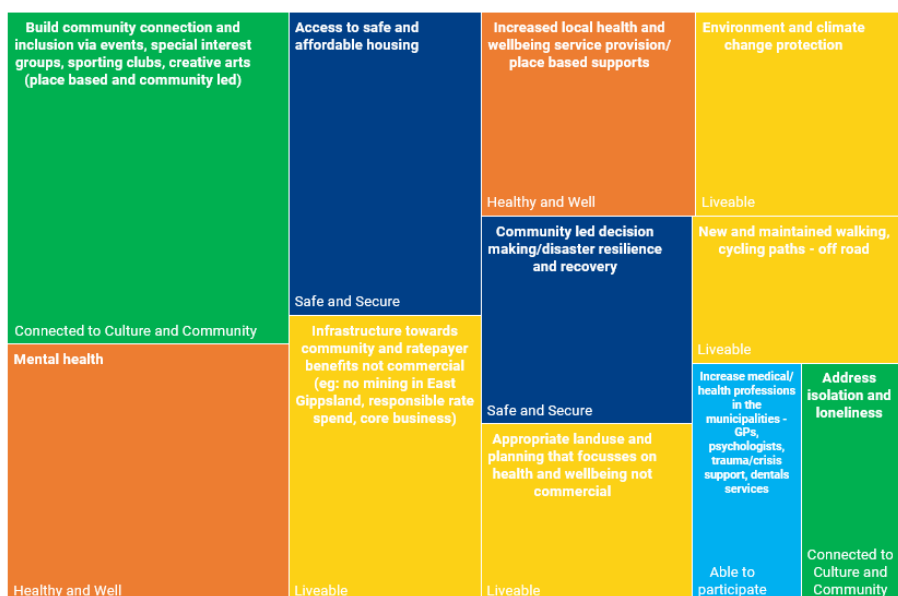 Build community connection and
inclusion via events, special interest
groups, sporting clubs, creative arts
(place based and community led)
Connected to Culture and Community
Mental health
Healthy and Well
Access to safe and
affordable housing
Safe and Secure
Infrastructure towards
community and ratepayer
benefits not commercial
(eg: no mining in East
Gippsland, responsible rate
spend, core business)
Liveable
Increased local health and
wellbeing service provision/
place based supports
Healthy and Well
Environment and climate
change protection
Liveable
Community led decision
making/disaster resilience
and recovery
Safe and Secure
New and maintained walking,
cycling paths - off road
Liveable
Appropriate landuse and
planning that focusses on
health and wellbeing not
commercial
Liveable
Increase medical/
health professions
in the
municipalities -
GPs,
psychologists,
trauma/crisis
support, dentals
services
Able to
participate
Address
isolation and
loneliness
Connected to
Culture and
Community